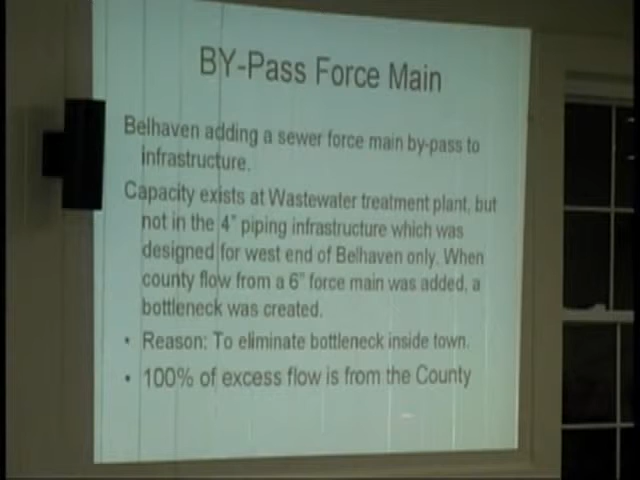 BY-Pass Force Main
Belhaven adding a sewer force main by-pass to
infrastructure.
Capacity exists at Wastewater treatment plant, but
not in the 4" piping infrastructure which was
designed for west end of Belhaven only. When
county flow from a 6" force main was added, a
bottleneck was created.
• Reason: To eliminate bottleneck inside town.
• 100% of excess flow is from the County